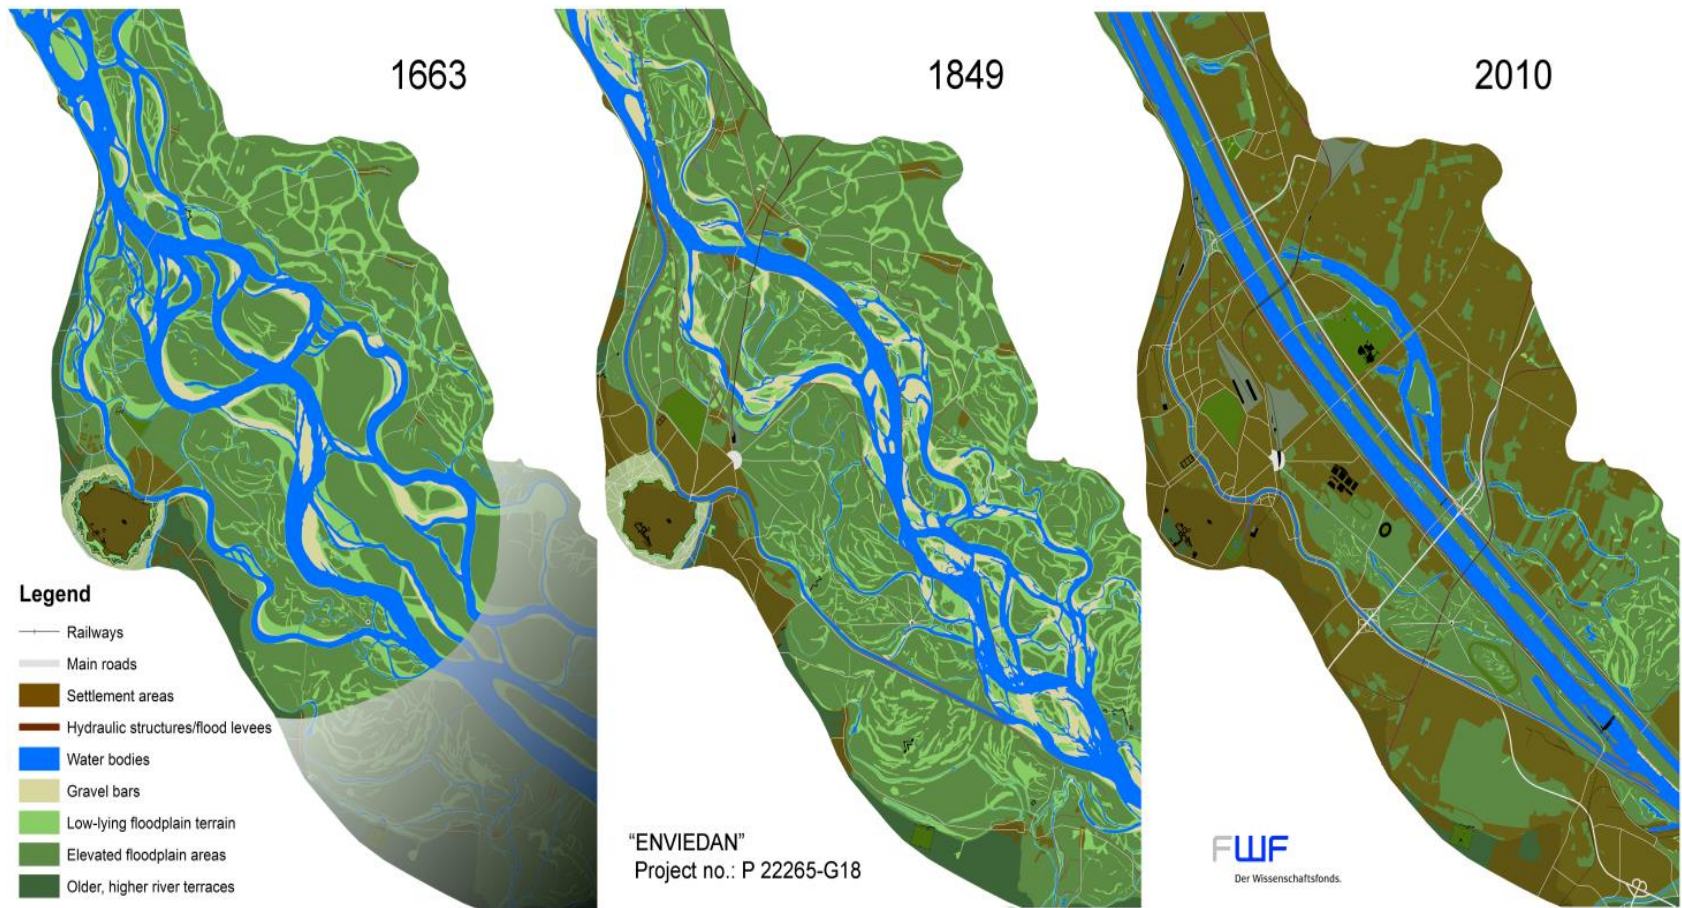 1663
1849
2010
Legend
Railways
Main roads
Settlement areas
Hydraulic structures/flood levees
Water bodies
Gravel bars
Low-lying floodplain terrain
Elevated floodplain areas
Older, higher river terraces
“ENVIEDAN”
Project no.: P 22265-G18
FWF
Der Wissenschaftsfonds.